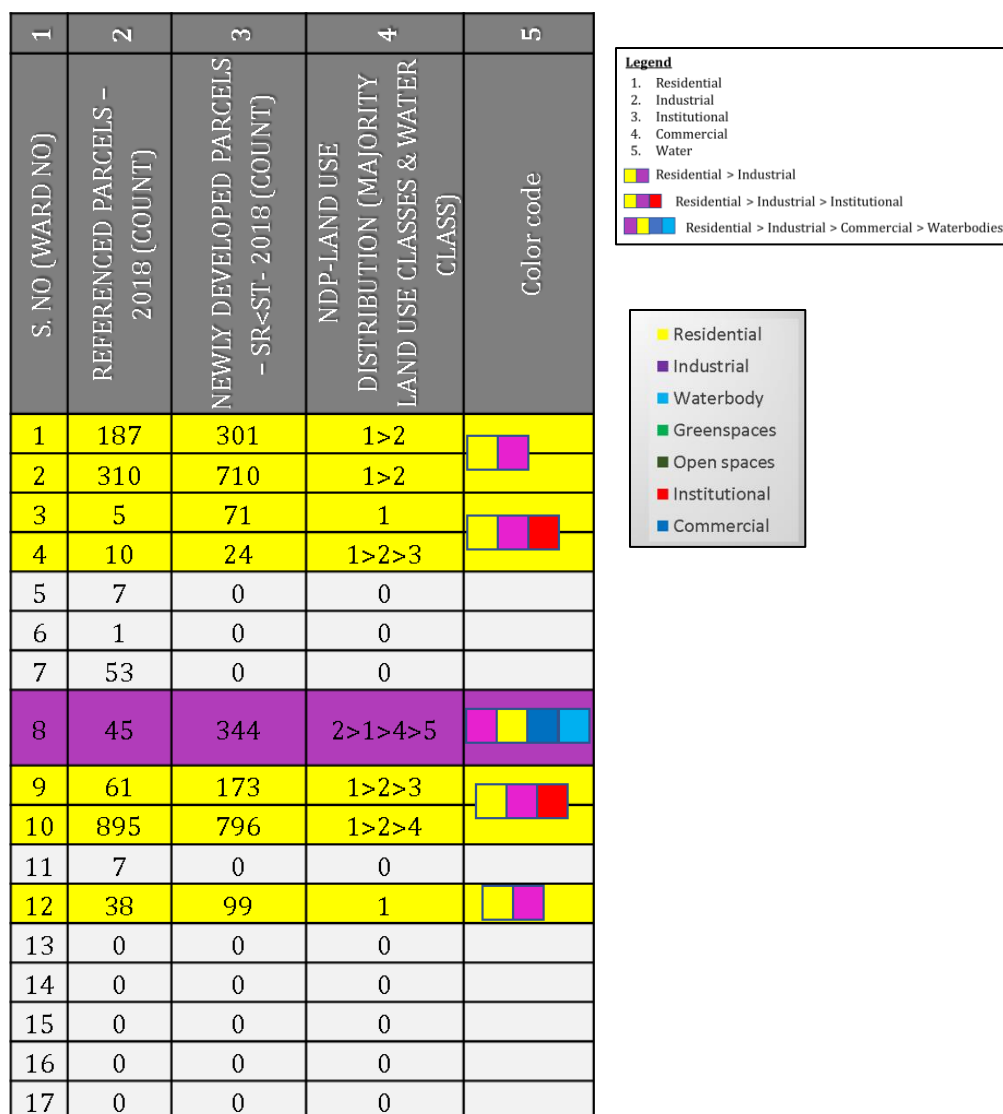 1 2 3 4 5
S. NO (WARD NO)
REFERENCED PARCELS –
2018 (COUNT)
NEWLY DEVELOPED PARCELS
– SR<ST- 2018 (COUNT)
NDP-LAND USE
DISTRIBUTION (MAJORITY
LAND USE CLASSES & WATER
CLASS)
Color code
1 187 301 1>2
2 310 710 1>2
3 5 71 1
4 10 24 1>2>3
5 7 0 0
6 1 0 0
7 53 0 0
8 45 344 2>1>4>5
9 61 173 1>2>3
10 895 796 1>2>4
11 7 0 0
12 38 99 1
13 0 0 0
14 0 0 0
15 0 0 0
16 0 0 0
17 0 0 0
Legend
1. Residential
2. Industrial
3. Institutional
4. Commercial
5. Water
Residential > Industrial
Residential > Industrial > Institutional
Residential > Industrial > Commercial > Waterbodies
Residential
Industrial
Waterbody
Greenspaces
Open spaces
Institutional
Commercial